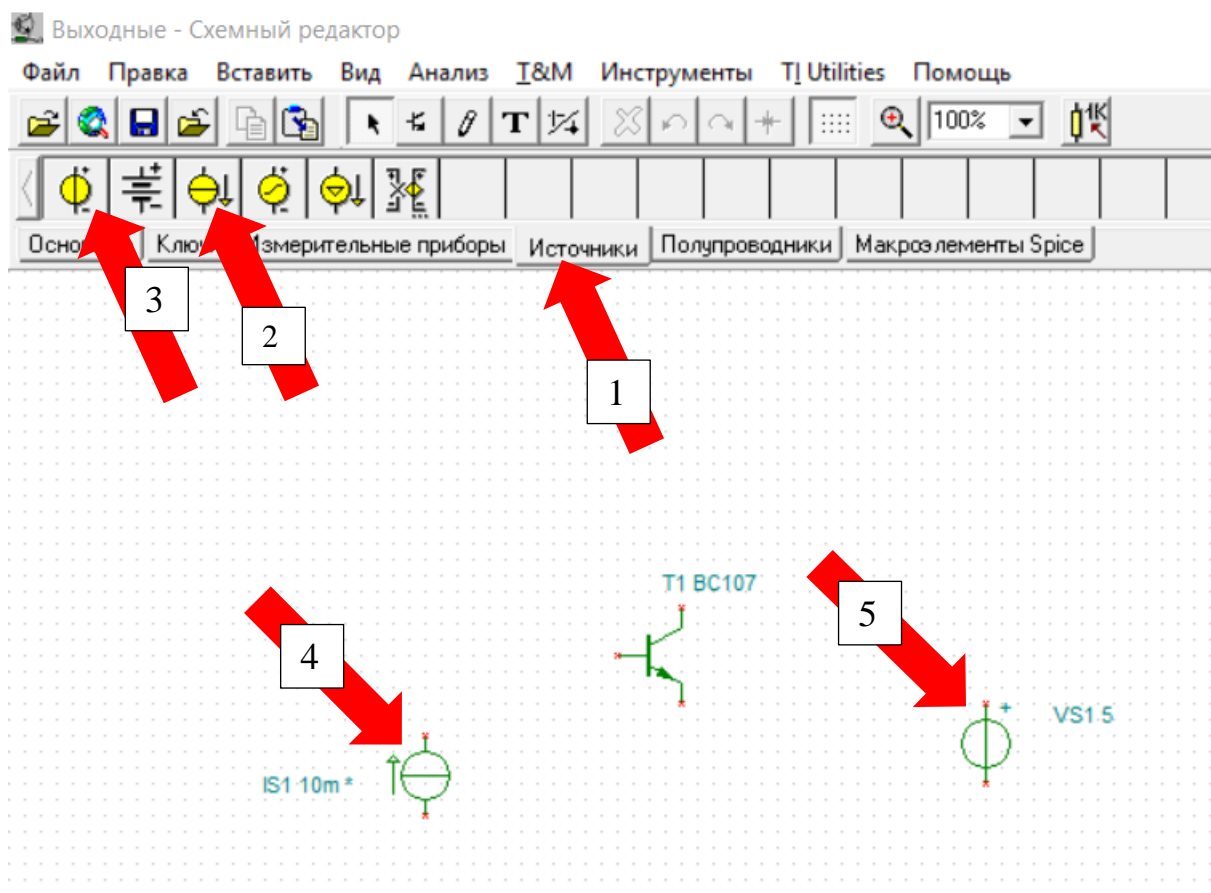 Выходные - Схемный редактор
Файл Правка Вставить Вид Анализ T&M Инструменты TI Utilities Помощь
T 100% 1K
Измерительные приборы Источники Полупроводники Макроэлементы Spice
3
2
1
T1 BC107
5
4
+ VS1 5
IS1 10m *